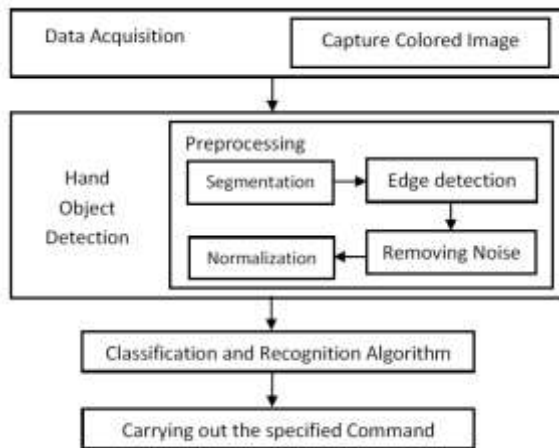 Data Acquisition
Capture Colored Image
Hand
Object
Detection
Preprocessing
Segmentation
Edge detection
Removing Noise
Normalization
Classification and Recognition Algorithm
Carrying out the specified Command